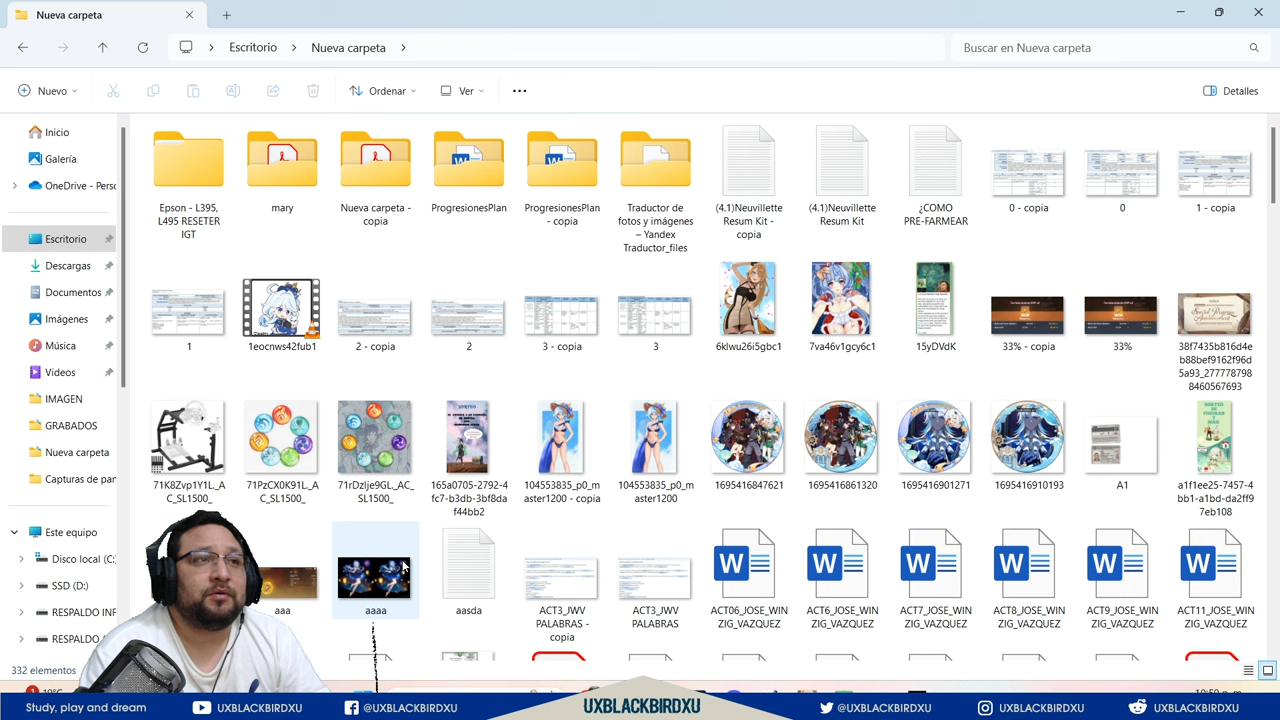 Nueva carpeta
Escritorio
Nueva carpeta
Buscar en Nueva carpeta
Nuevo
Ordenar
Ver
Detalles
Inicio
Galería
OneDrive - Perso
Escritorio
Descargas
Documentos
Imágenes
Música
Videos
IMAGEN
GRABADOS
Nueva carpeta
Capturas de pan
Este equipo
Disco local (C:
SSD (D:)
RESPALDO INF
RESPALDO
332 elementos
Epson - L395,
L495 RESETER
IGT
mary
Nueva carpeta -
copia
ProgresionesPlan
ProgresionesPlan
- copia
Traductor de
fotos y imágenes
– Yandex
Traductor_files
(4.1)Neuvillette
Resum Kit -
copia
(4.1)Neuvillette
Resum Kit
¿COMO
PRE-FARMEAR
0 - copia
0
1 - copia
1
1eocnws42fub1
2 - copia
2
3 - copia
3
6klwu26i5gbc1
7va46v1gcy6c1
15yDVdK
33% - copia
33%
38f7435b816d4e
b88bef9162f96d
5a93_277778798
8460567693
71K8Zvp1Y1L._A
C_SL1500_
71PzCX0K91L._A
C_SL1500_
71rDzIje9GL._AC_
SL1500_
165a0705-2792-4
fc7-b3db-3bf8da
f44bb2
104553835_p0_m
aster1200 - copia
104553835_p0_m
aster1200
1695416847621
1695416861320
1695416901271
1695416910193
A1
a1f1ee25-7457-4
bb1-a1bd-da2ff9
7eb108
aaa
aaaa
aasda
ACT3_JWV
PALABRAS -
copia
ACT3_JWV
PALABRAS
ACT06_JOSE_WIN
ZIG_VAZQUEZ
ACT6_JOSE_WIN
ZIG_VAZQUEZ
ACT7_JOSE_WIN
ZIG_VAZQUEZ
ACT8_JOSE_WIN
ZIG_VAZQUEZ
ACT9_JOSE_WIN
ZIG_VAZQUEZ
ACT11_JOSE_WIN
ZIG_VAZQUEZ
Study, play and dream
UXBLACKBIRDXU
@UXBLACKBIRDXU
UXBLACKBIRDXU
@UXBLACKBIRDXU
UXBLACKBIRDXU
UXBLACKBIRDXU